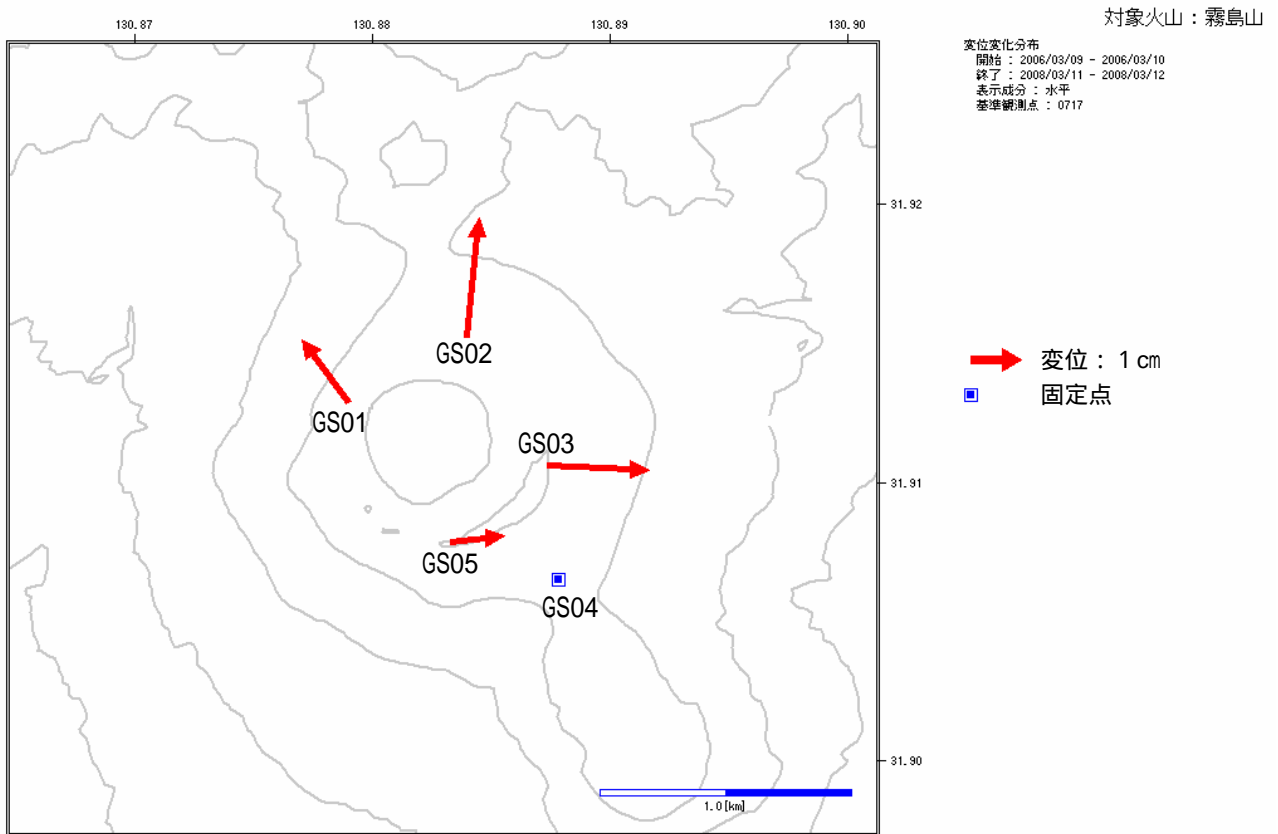 対象火山：霧島山
変位変化分布
開始：2006/03/09 - 2006/03/10
終了：2008/03/11 - 2008/03/12
表示成分：水平
基準観測点：0717
130.87 130.88 130.89 130.90
31.92
GS02
変位：1㎝
固定点
GS01
GS03
31.91
GS05
GS04
31.90
1.0[km]